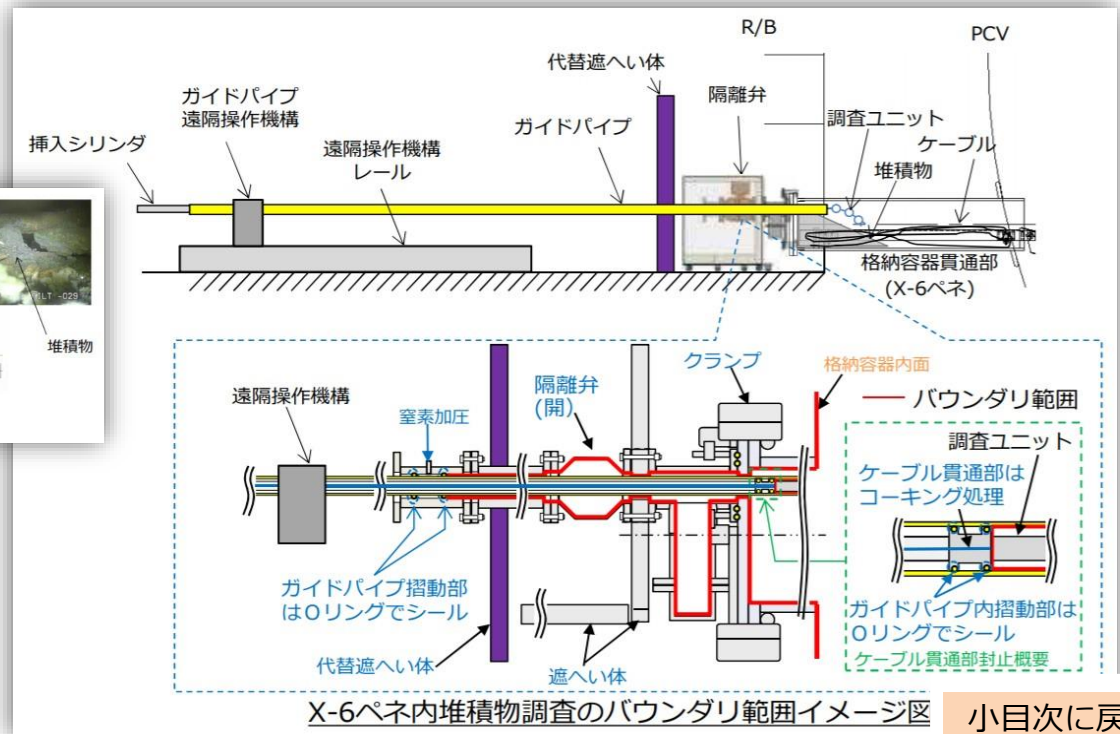 R/B
PCV
代替遮へい体
ガイドパイプ
遠隔操作機構
隔離弁
調査ユニット
挿入シリンダ
遠隔操作機構
レール
ガイドパイプ
ケーブル
堆積物
格納容器貫通部
(X-6ペネ)
堆積物
クランプ
格納容器内面
隔離弁
(開)
バウンダリ範囲
遠隔操作機構
窒素加圧
調査ユニット
ケーブル貫通部は
コーキング処理
ガイドパイプ摺動部
はOリングでシール
ガイドパイプ内摺動部は
Oリングでシール
ケーブル貫通部封止概要
代替遮へい体
遮へい体
X-6ペネ内堆積物調査のバウンダリ範囲イメージ図
小目次に戻